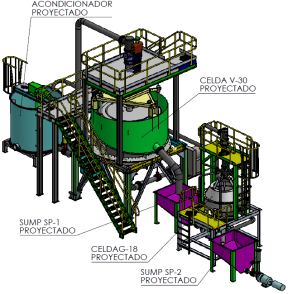 ACONDICIONADOR
PROYECTADO
CELDA V-30
PROYECTADO
SUMP SP-1
PROYECTADO
CELDAG-18
PROYECTADO
SUMP SP-2
PROYECTADO